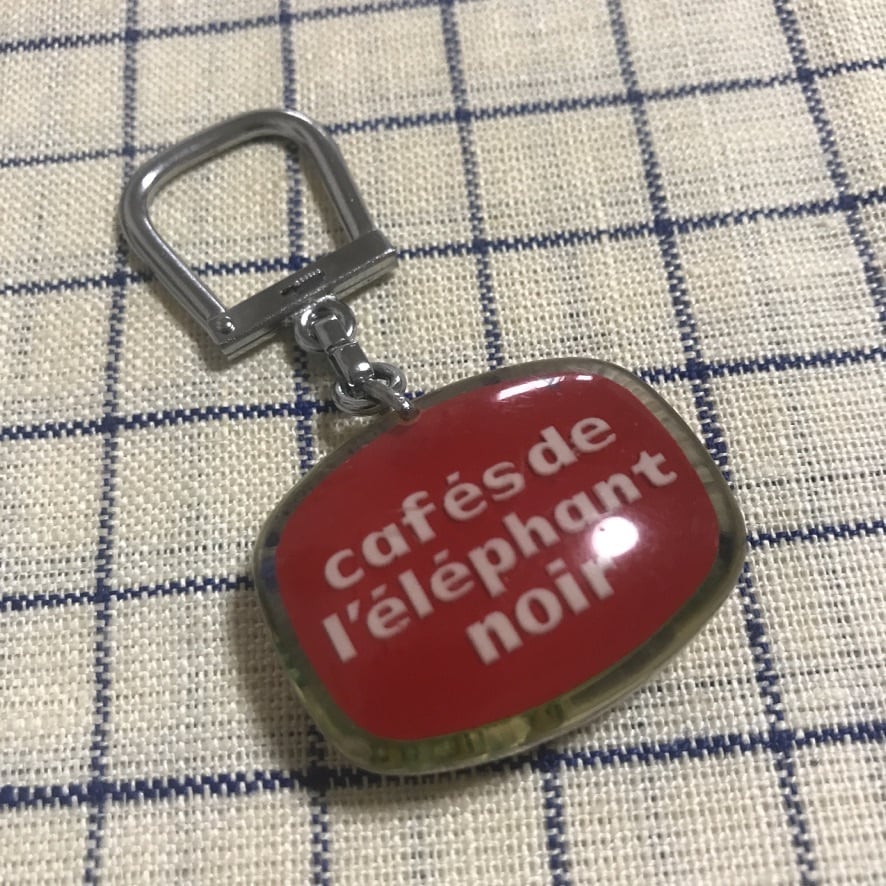 cafés de
l'éléphant
noir